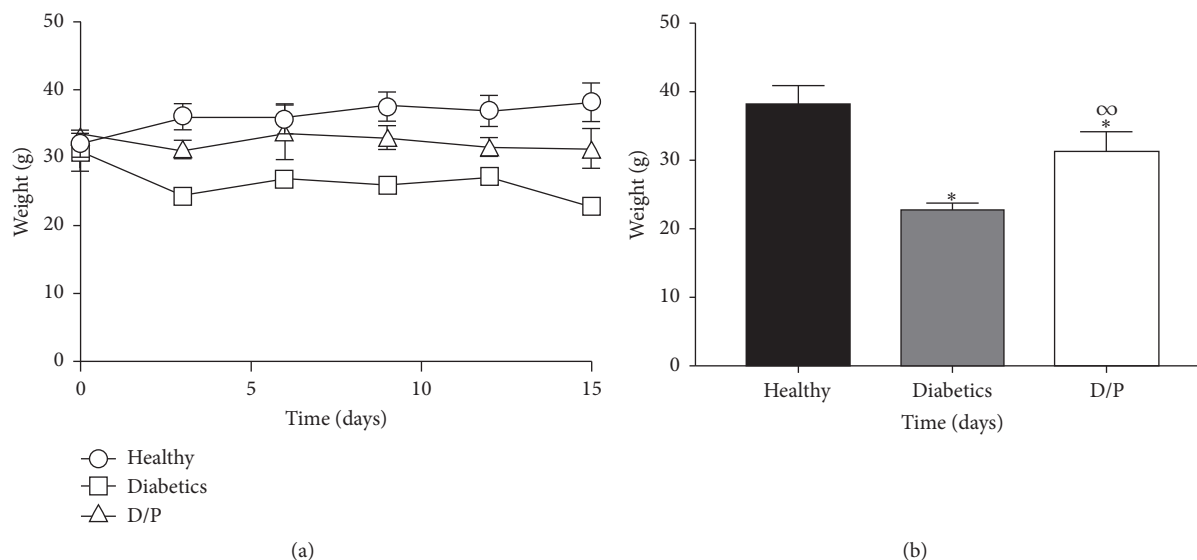 50
40
30
20
10
0
Weight (g)
0
5
10
15
Time (days)
Healthy
Diabetics
D/P
(a)
50
40
30
20
10
0
Weight (g)
*
∞
*
Healthy
Diabetics
D/P
Time (days)
(b)